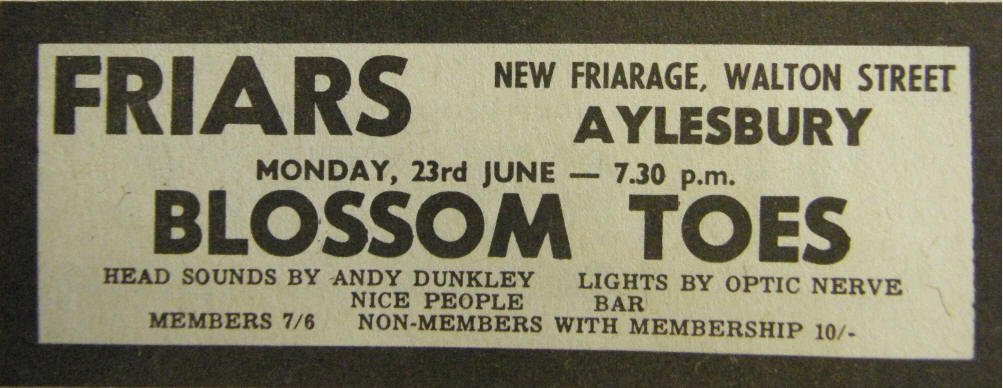 FRIARS NEW FRIARAGE, WALTON STREET
AYLESBURY
MONDAY, 23rd JUNE — 7.30 p.m.
BLOSSOM TOES
HEAD SOUNDS BY ANDY DUNKLEY LIGHTS BY OPTIC NERVE
NICE PEOPLE BAR
MEMBERS 7/6 NON-MEMBERS WITH MEMBERSHIP 10/-